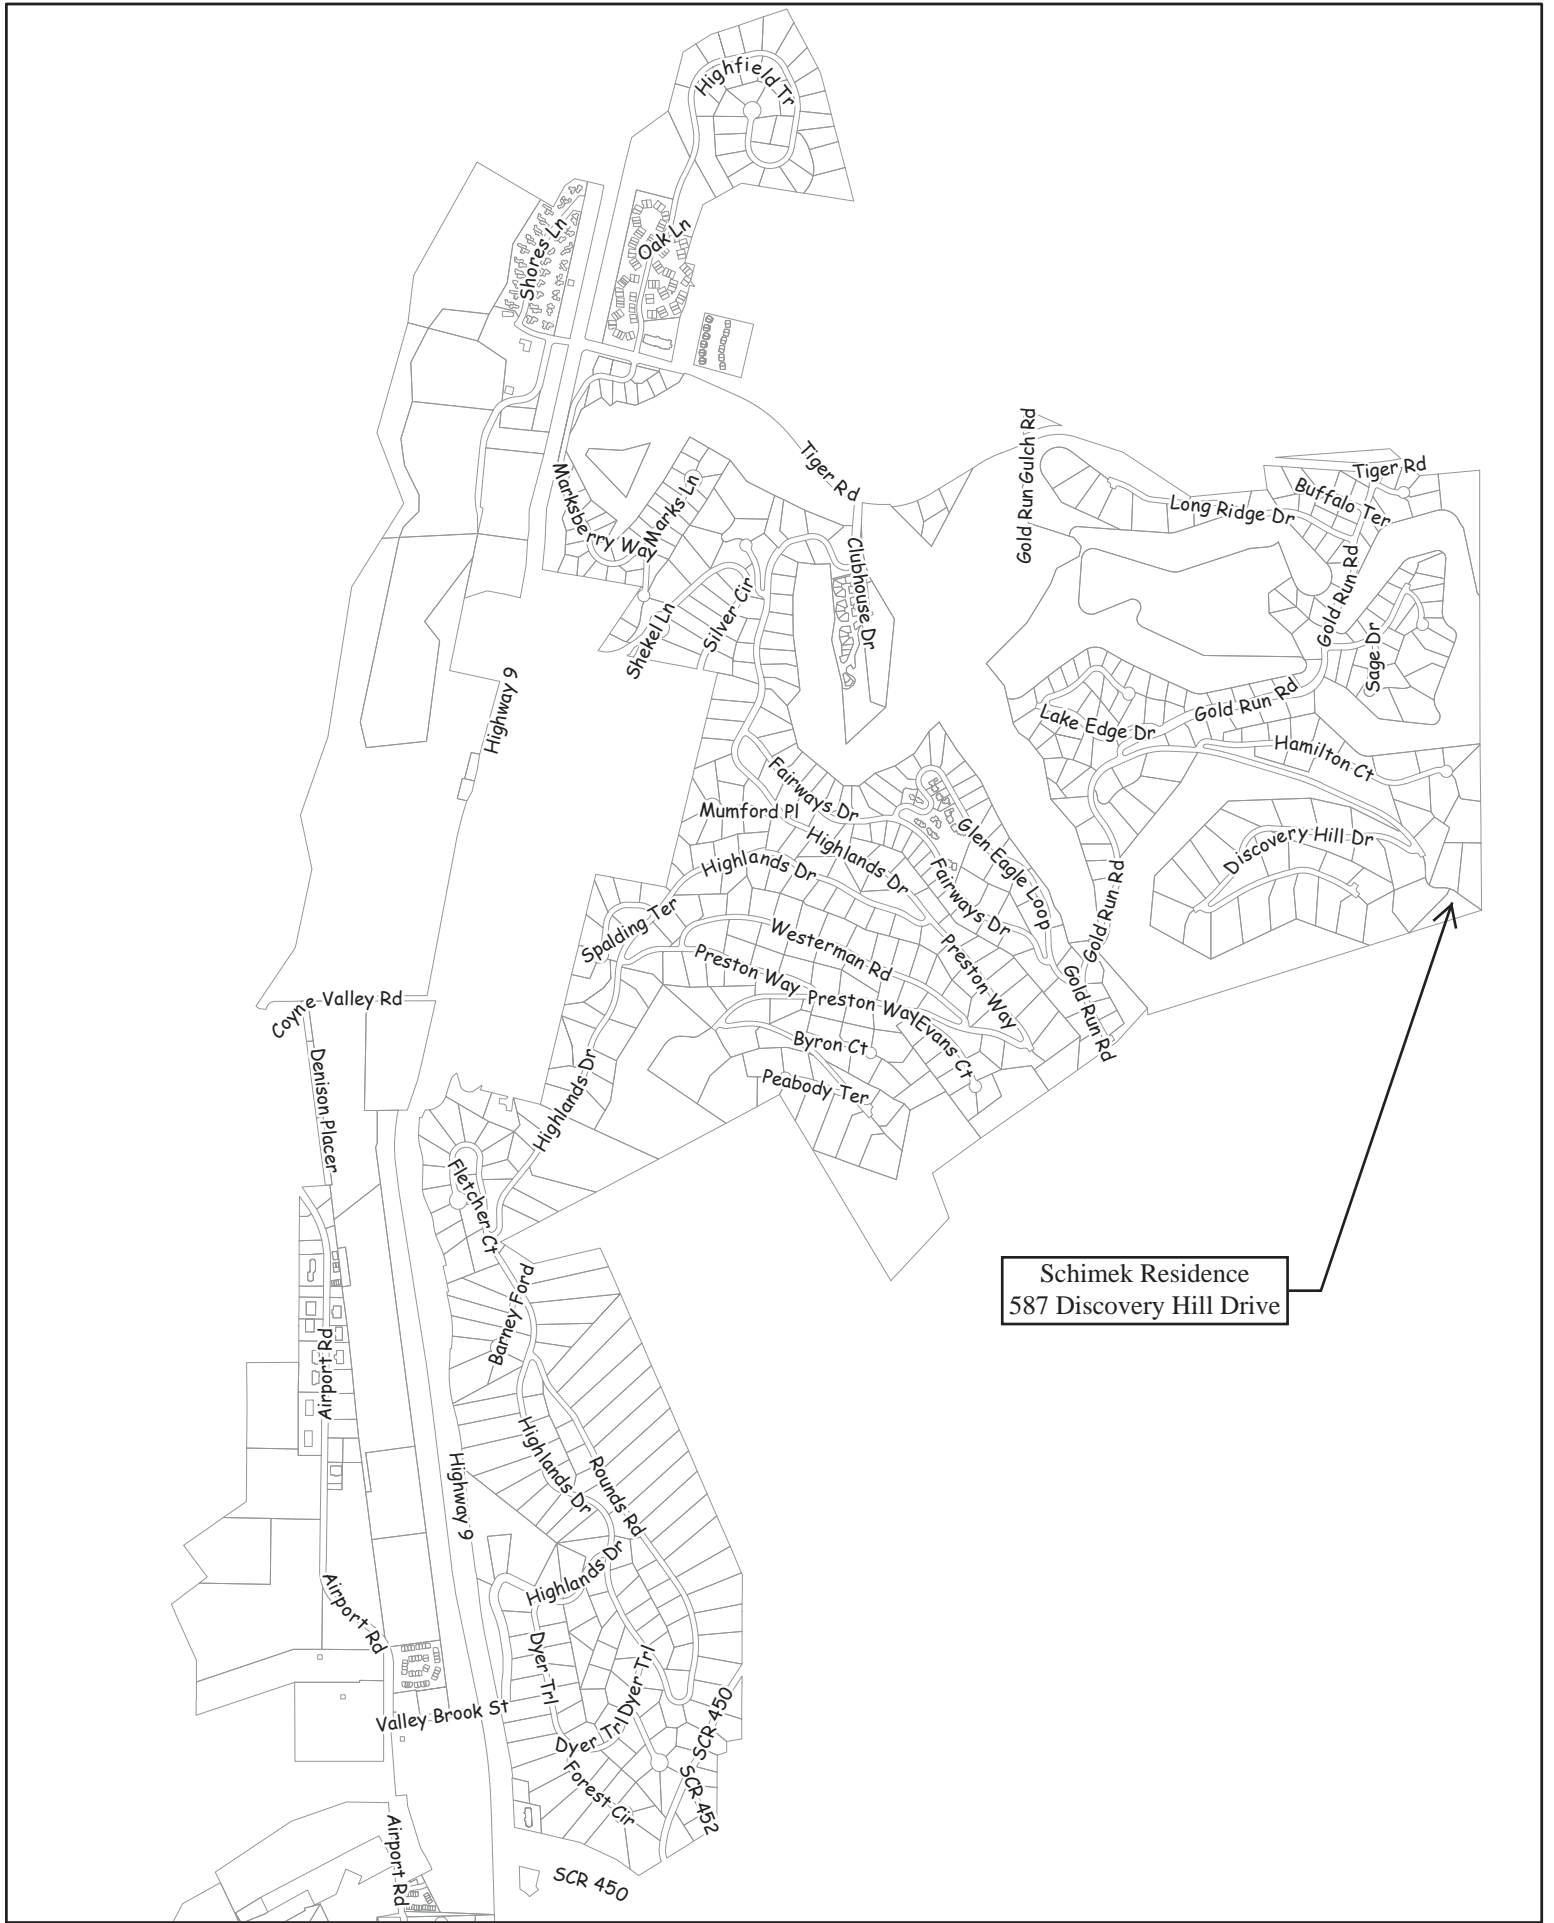 Highfield Tr
Shores Ln
Oak Ln
Tiger Rd
Gold Run Gulch Rd
Tiger Rd
Buffalo Ter
Long Ridge Dr
Marksberry Way
Marks Ln
Clubhouse Dr
Gold Run Rd
Silver Cir
Shekel Ln
Sage Dr
Highway 9
Gold Run Rd
Lake Edge Dr
Hamilton Ct
Fairways Dr
Mumford Pl
Highlands Dr
Glen Eagle Loop
Discovery Hill Dr
Highlands Dr
Fairways Dr
Gold Run Rd
Spalding Ter
Westerman Rd
Preston Way
Preston Way
Preston Way
Gold Run Rd
Coyne Valley Rd
Evans Ct
Byron Ct
Peabody Ter
Denison Placer
Highlands Dr
Fletcher Ct
Schimek Residence
587 Discovery Hill Drive
Barney Ford
Airport Rd
Highlands Dr
Rounds Rd
Highway 9
Highlands Dr
Airport Rd
Dyer Trl
Dyer Trl
Valley Brook St
SCR 450
Dyer Trl
Forest Cir
SCR 452
Airport Rd
SCR 450